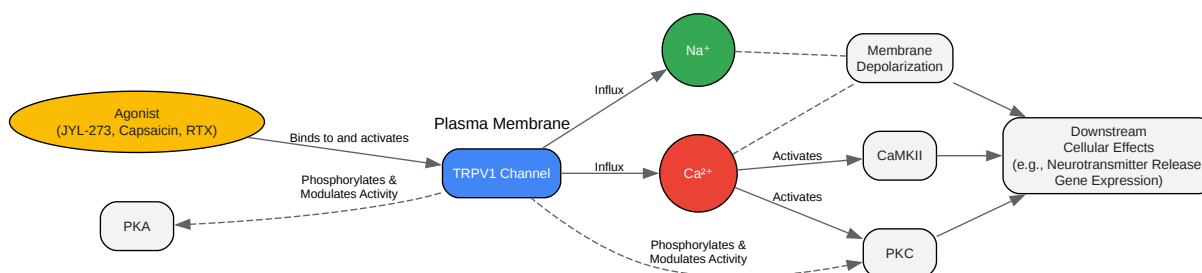 Agonist
(JYL-273, Capsaicin, RTX)
Binds to and activates
Plasma Membrane
TRPV1 Channel
Phosphorylates &
Modulates Activity
PKA
Influx
Na⁺
Influx
Ca²⁺
Membrane
Depolarization
Activates
CaMKII
Activates
Phosphorylates &
Modulates Activity
PKC
Downstream
Cellular Effects
(e.g., Neurotransmitter Release
Gene Expression)